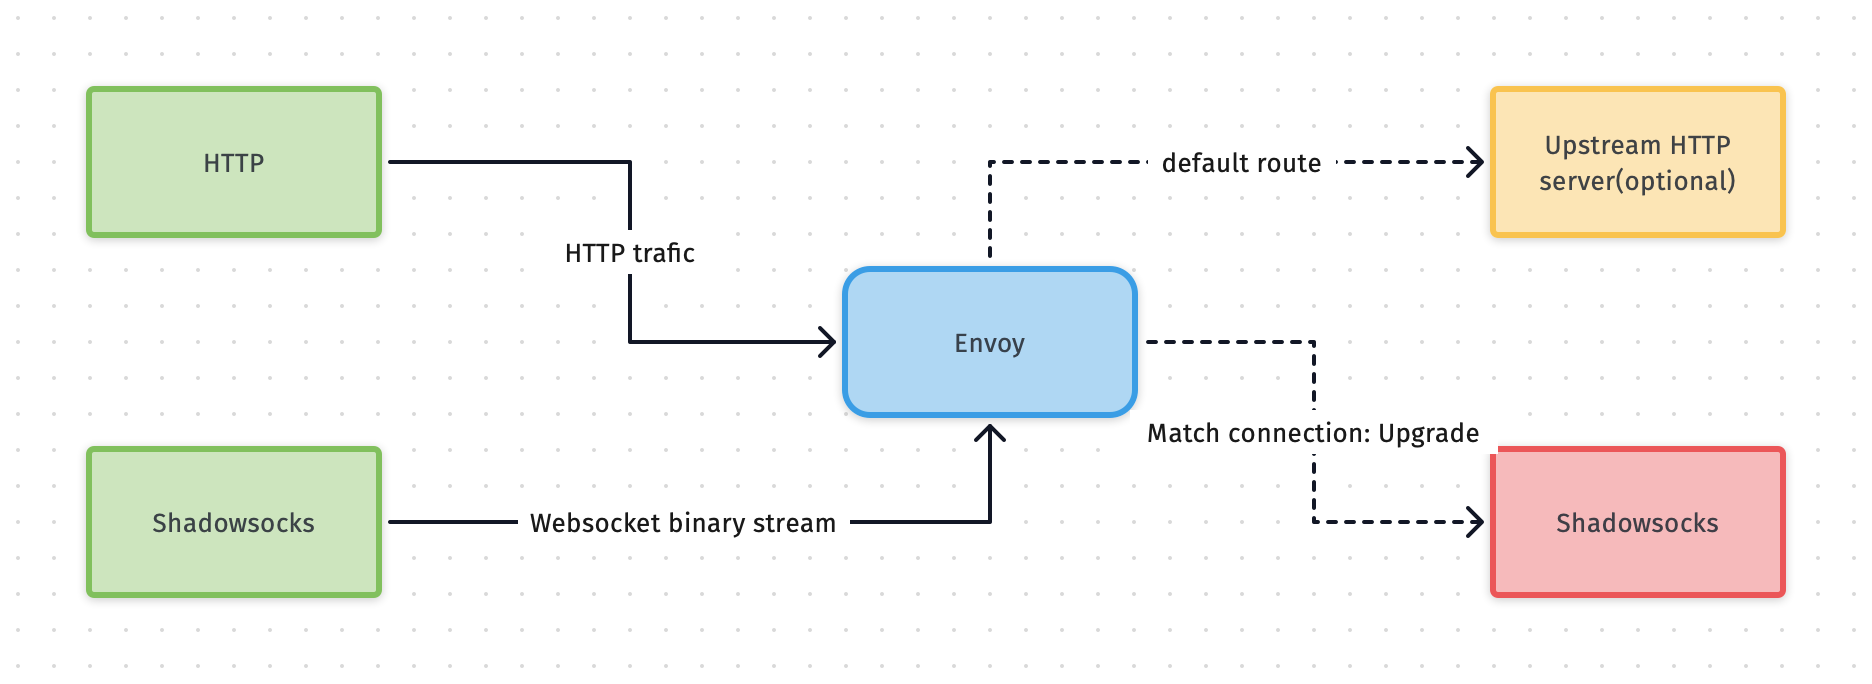 HTTP
Upstream HTTP
server(optional)
default route
HTTP trafic
Envoy
Match connection: Upgrade
Shadowsocks
Websocket binary stream
Shadowsocks